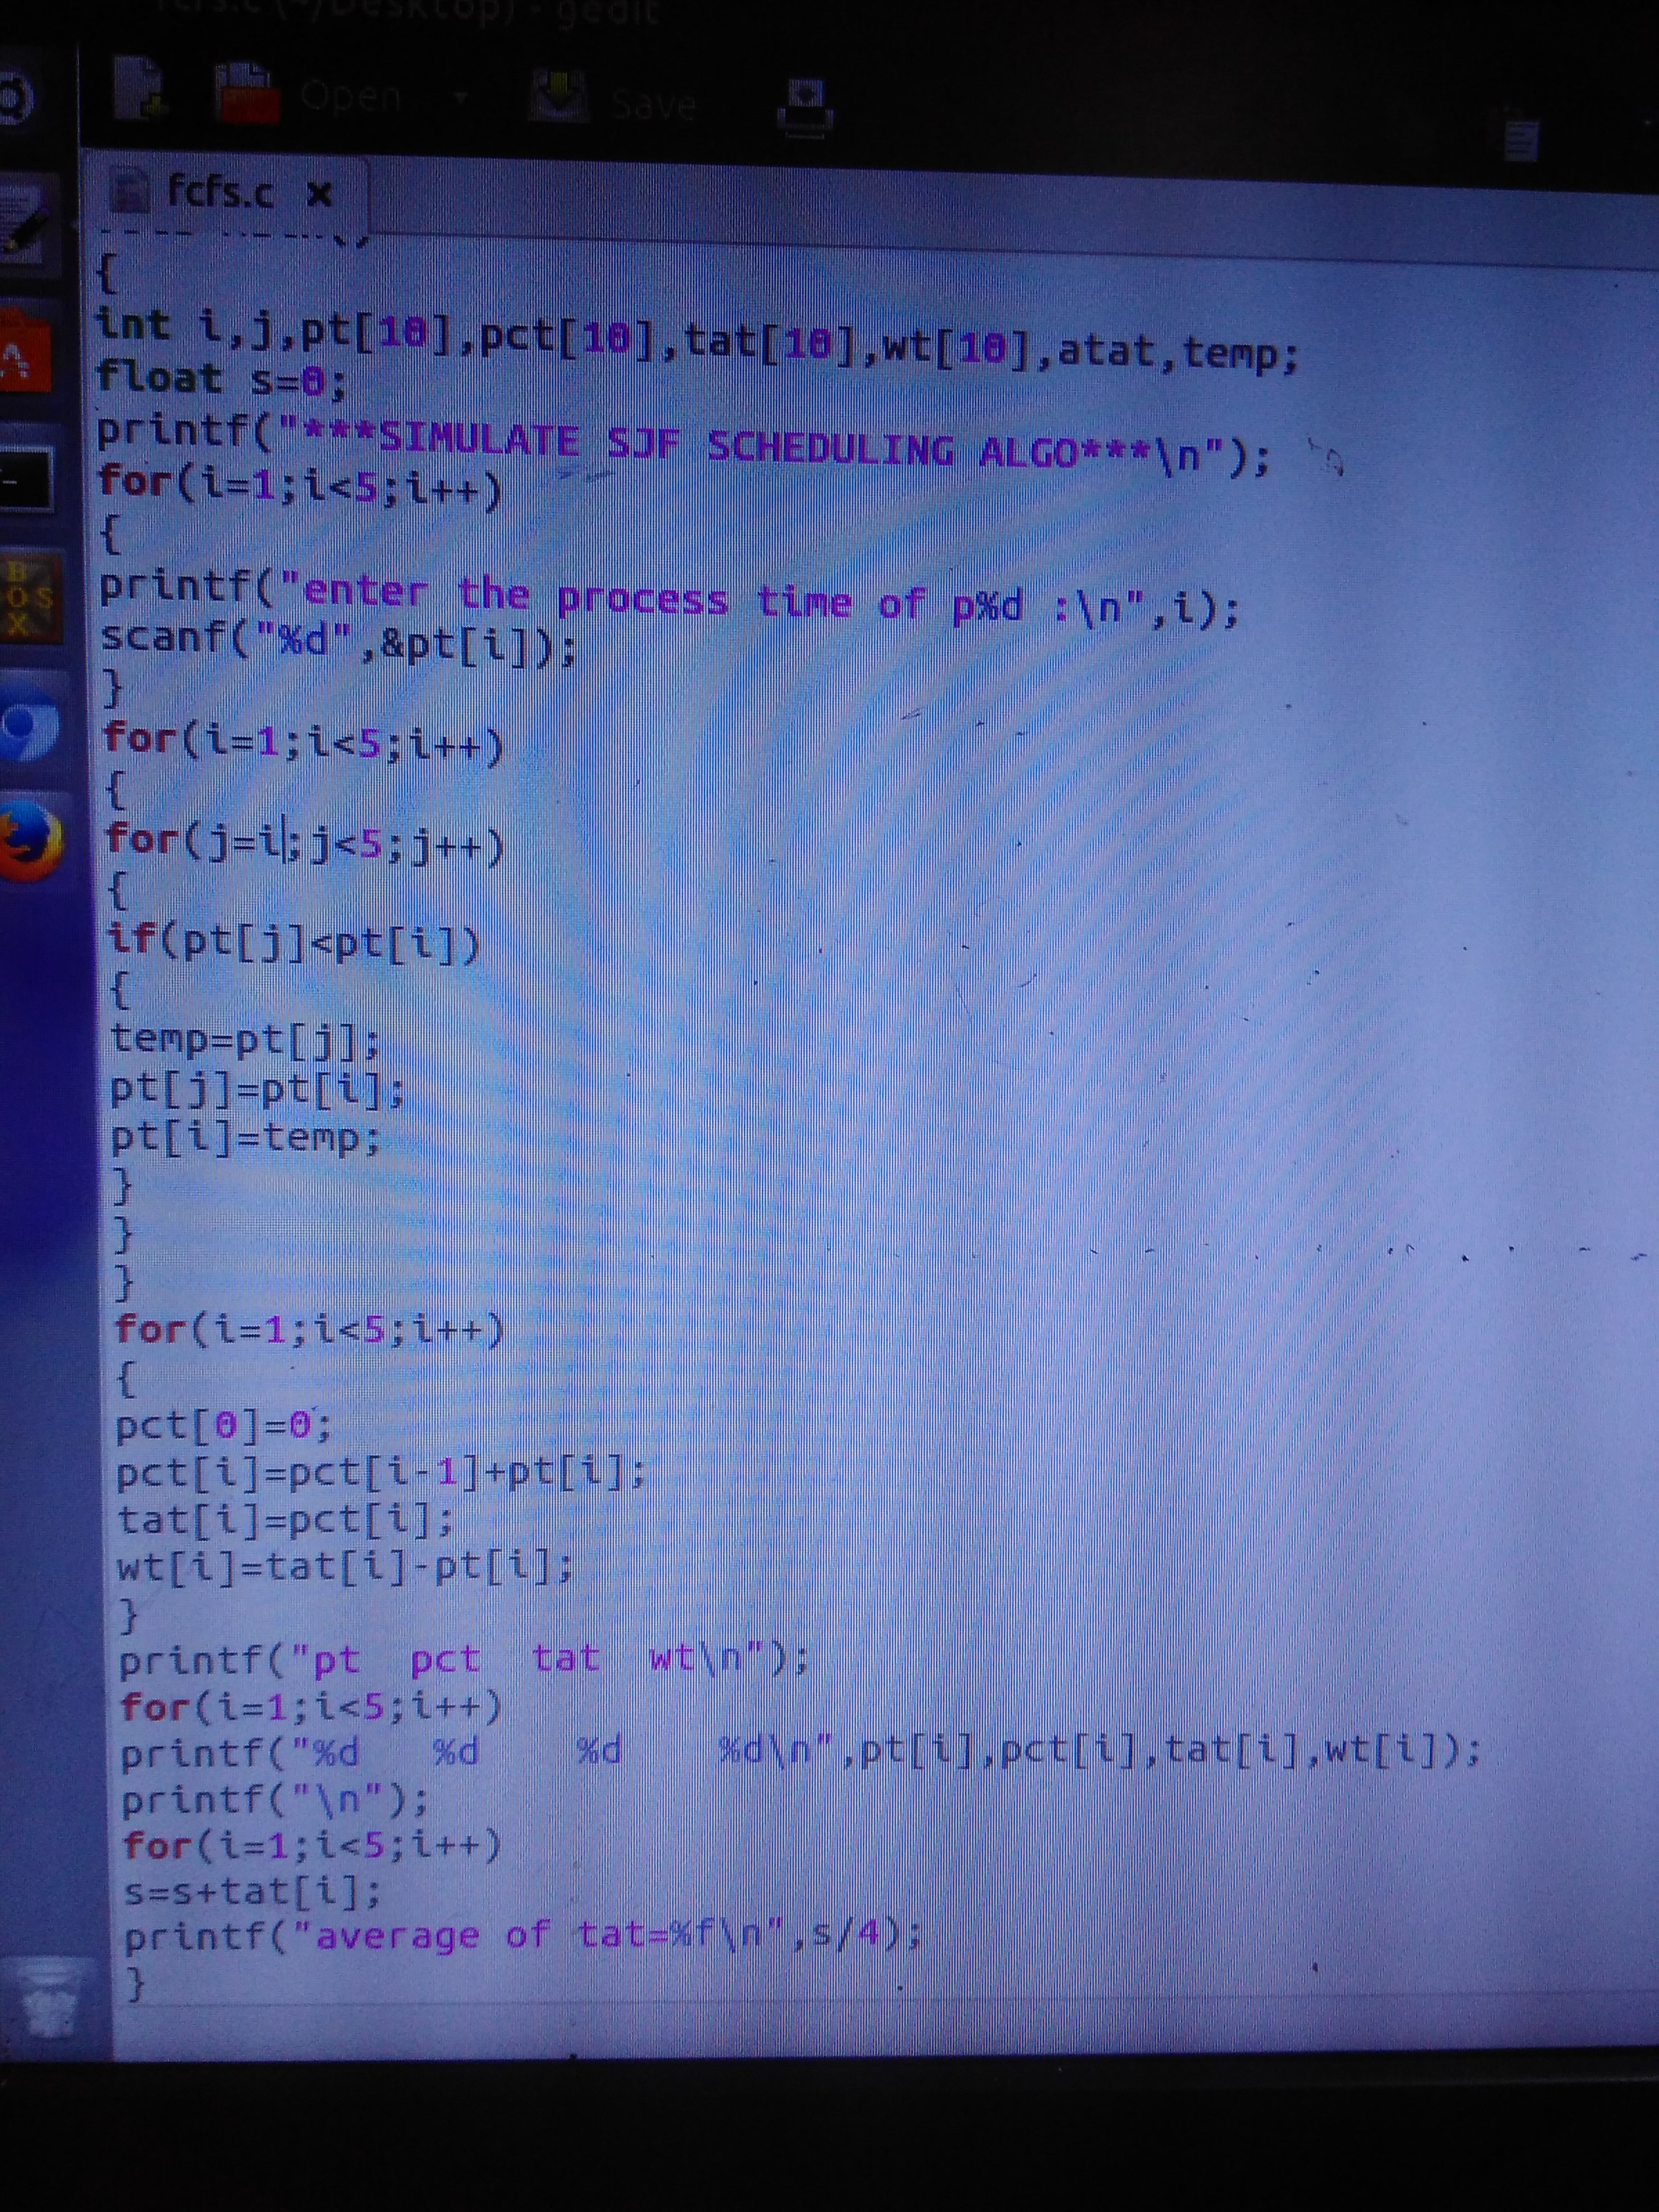 fcfs.c (~/Desktop) - gedit
Open
Save
fcfs.c x
{
int i,j,pt[10],pct[10],tat[10],wt[10],atat,temp;
float s=0;
printf("***SIMULATE SJF SCHEDULING ALGO***\n");
for(i=1;i<5;i++)
{
printf("enter the process time of p%d :\n",i);
scanf("%d",&pt[i]);
}
for(i=1;i<5;i++)
{
for(j=i;j<5;j++)
{
if(pt[j]<pt[i])
{
temp=pt[j];
pt[j]=pt[i];
pt[i]=temp;
}
}
}
for(i=1;i<5;i++)
{
pct[0]=0;
pct[i]=pct[i-1]+pt[i];
tat[i]=pct[i];
wt[i]=tat[i]-pt[i];
}
printf("pt  pct  tat  wt\n");
for(i=1;i<5;i++)
printf("%d   %d    %d    %d\n",pt[i],pct[i],tat[i],wt[i]);
printf("\n");
for(i=1;i<5;i++)
s=s+tat[i];
printf("average of tat=%f\n",s/4);
}